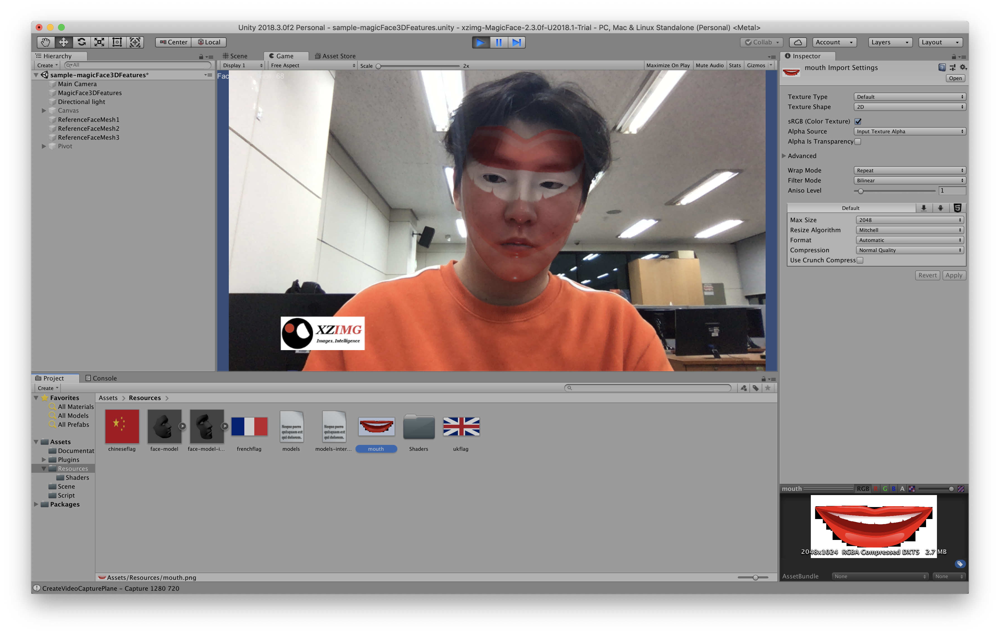 Unity 2018.3.0f2 Personal - sample-magicFace3DFeatures.unity - xzimg-MagicFace-2.3.0f-U2018.1-Trial - PC, Mac & Linux Standalone (Personal) <Metal>
Center Local Collab Account Layers Layout
Hierarchy
Create All
sample-magicFace3DFeatures*
Main Camera
MagicFace3DFeatures
Directional light
Canvas
ReferenceFaceMesh1
ReferenceFaceMesh2
ReferenceFaceMesh3
Pivot
Scene Game Asset Store
Display 1 Free Aspect Scale 2x Maximize On Play Mute Audio Stats Gizmos
68
XZIMG
Images, Intelligence
Inspector
mouth Import Settings
Open
Texture Type Default
Texture Shape 2D
sRGB (Color Texture)
Alpha Source Input Texture Alpha
Alpha Is Transparency
Advanced
Wrap Mode Repeat
Filter Mode Bilinear
Aniso Level 1
Default
Max Size 2048
Resize Algorithm Mitchell
Format Automatic
Compression Normal Quality
Use Crunch Compress
Revert Apply
Project Console
Create
Favorites
All Materials
All Models
All Prefabs
Assets
Documentat
Plugins
Resources
Shaders
Scene
Script
Packages
Assets Resources
Neque porro
quisquam est
qui dolorem.
Neque porro
quisquam est
qui dolorem.
chineseflag face-model face-model-i... frenchflag models models-inter... mouth Shaders ukflag
Assets/Resources/mouth.png
mouth RGB R G B A
2048x1024 RGBA Compressed DXT5 2.7 MB
AssetBundle None None
CreateVideoCapturePlane - Capture 1280 720